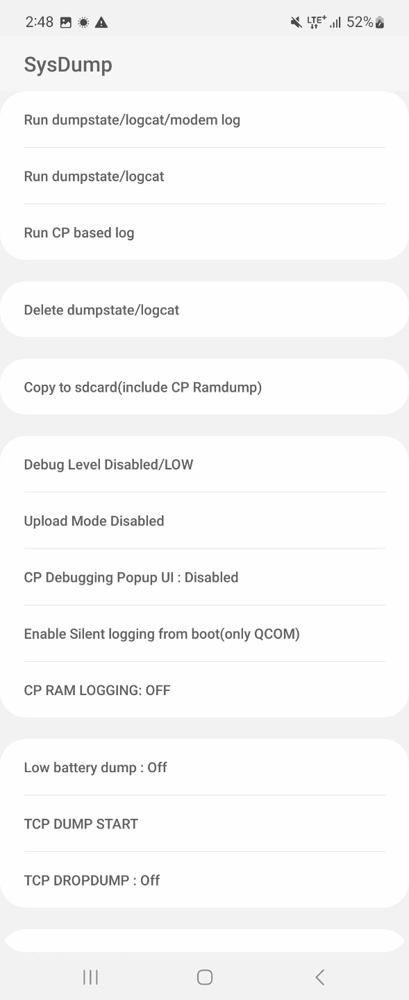 2:48 LTE+ 52%
SysDump
Run dumpstate/logcat/modem log
Run dumpstate/logcat
Run CP based log
Delete dumpstate/logcat
Copy to sdcard(include CP Ramdump)
Debug Level Disabled/LOW
Upload Mode Disabled
CP Debugging Popup UI : Disabled
Enable Silent logging from boot(only QCOM)
CP RAM LOGGING: OFF
Low battery dump : Off
TCP DUMP START
TCP DROPDUMP : Off